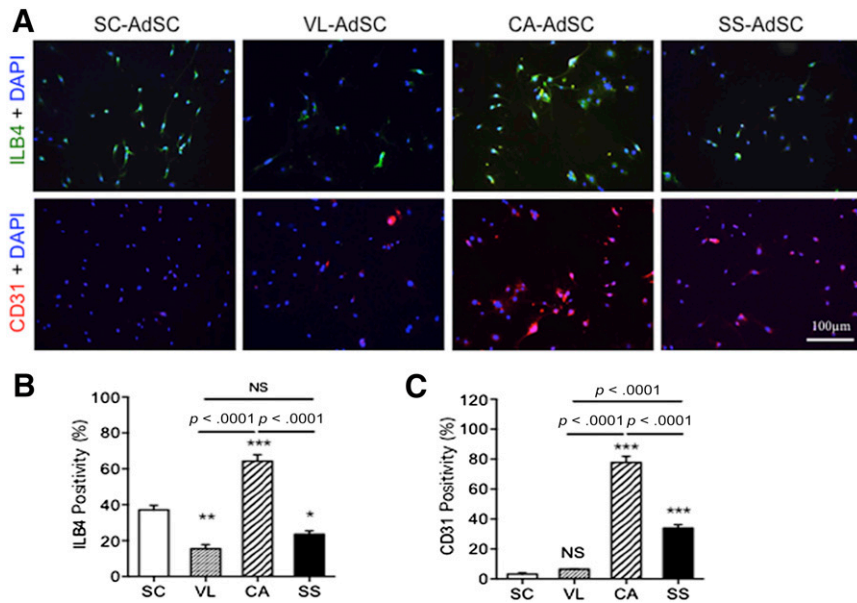 A
SC-AdSC VL-AdSC CA-AdSC SS-AdSC
ILB4 + DAPI
CD31 + DAPI
100µm
B
NS
p < .0001 p < .0001
***
**
*
ILB4 Positivity (%)
100
80
60
40
20
0
SC VL CA SS
C
p < .0001
p < .0001 p < .0001
***
***
NS
CD31 Positivity (%)
120
100
80
60
40
20
0
SC VL CA SS